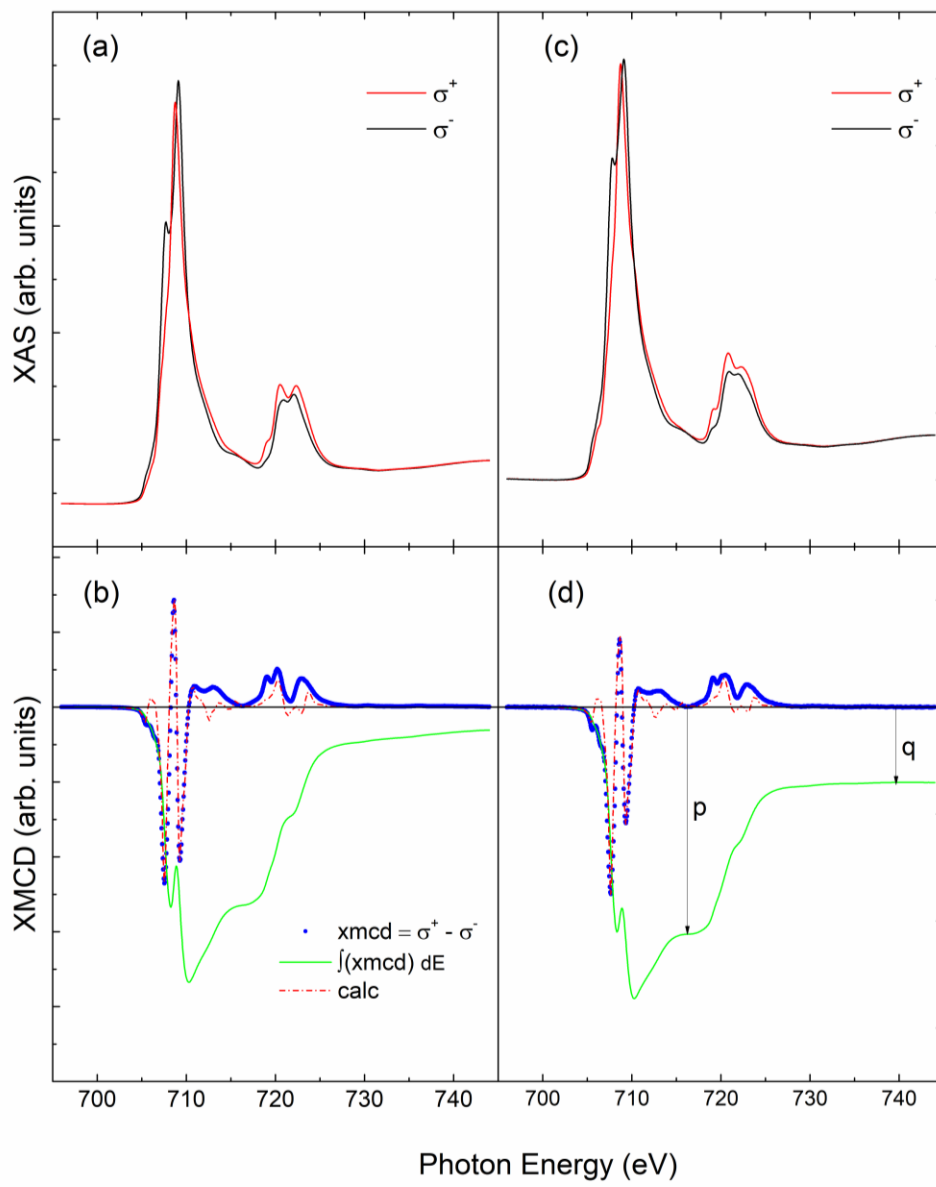 (a)
σ⁺
σ⁻
(c)
σ⁺
σ⁻
XAS (arb. units)
(b)
xmcd = σ⁺ - σ⁻
∫(xmcd) dE
calc
(d)
p
q
XMCD (arb. units)
700 710 720 730 740
700 710 720 730 740
Photon Energy (eV)